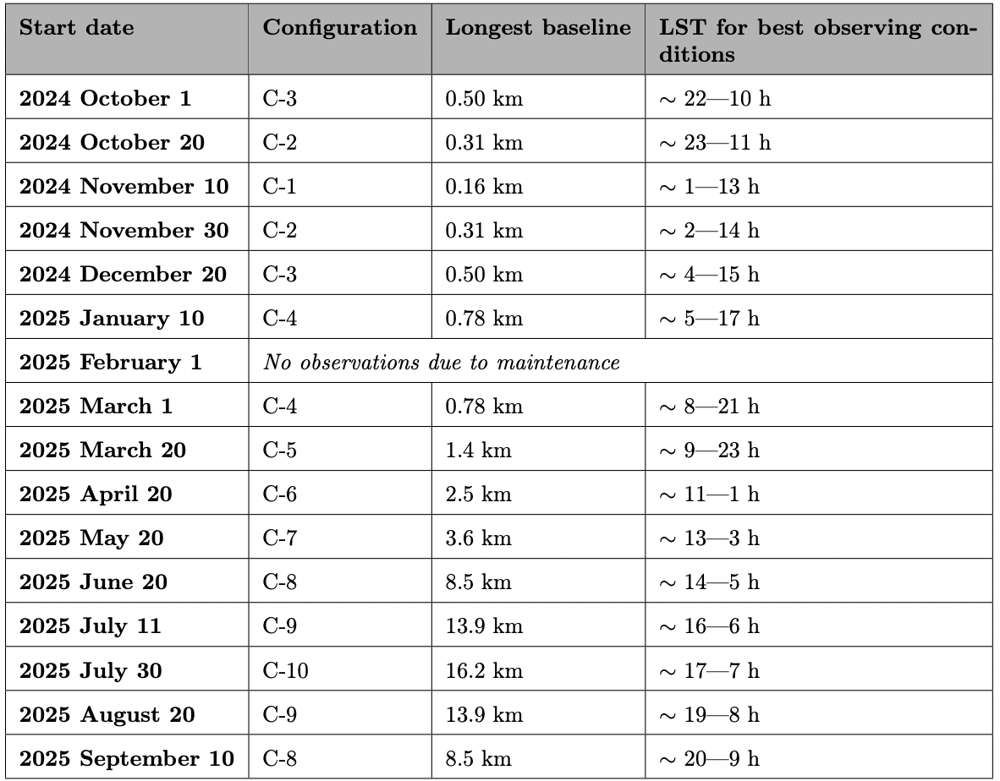 Start date Configuration Longest baseline LST for best observing con-
ditions
2024 October 1 C-3 0.50 km ∼ 22—10 h
2024 October 20 C-2 0.31 km ∼ 23—11 h
2024 November 10 C-1 0.16 km ∼ 1—13 h
2024 November 30 C-2 0.31 km ∼ 2—14 h
2024 December 20 C-3 0.50 km ∼ 4—15 h
2025 January 10 C-4 0.78 km ∼ 5—17 h
2025 February 1 No observations due to maintenance
2025 March 1 C-4 0.78 km ∼ 8—21 h
2025 March 20 C-5 1.4 km ∼ 9—23 h
2025 April 20 C-6 2.5 km ∼ 11—1 h
2025 May 20 C-7 3.6 km ∼ 13—3 h
2025 June 20 C-8 8.5 km ∼ 14—5 h
2025 July 11 C-9 13.9 km ∼ 16—6 h
2025 July 30 C-10 16.2 km ∼ 17—7 h
2025 August 20 C-9 13.9 km ∼ 19—8 h
2025 September 10 C-8 8.5 km ∼ 20—9 h